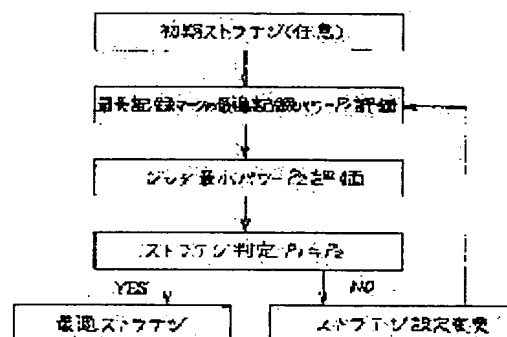 初期ストラテジ(任意)
最長記録マークの最適記録パワーP₁評価
ジッタ最小パワーP₂評価
ストラテジ判定 P₁≒P₂
YES
NO
最適ストラテジ
ストラテジ設定変更